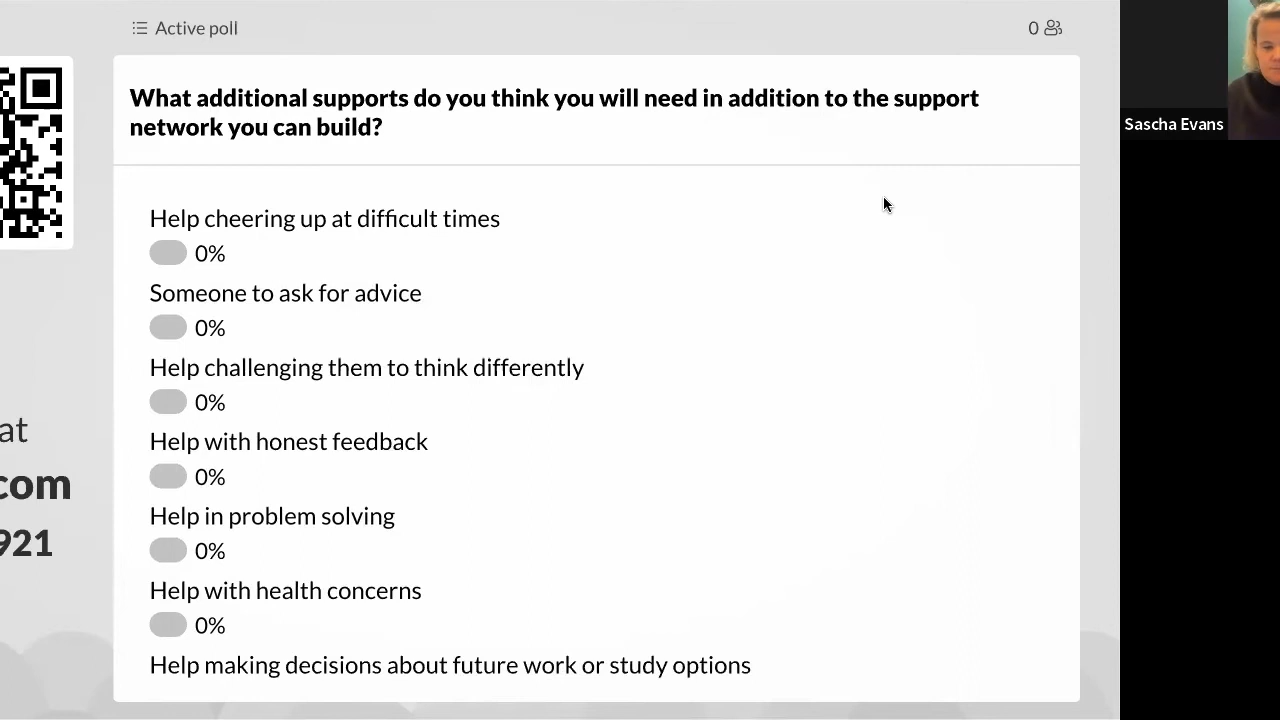 Active poll
0
What additional supports do you think you will need in addition to the support
network you can build?
Sascha Evans
Help cheering up at difficult times
0%
Someone to ask for advice
0%
Help challenging them to think differently
0%
at
com
921
Help with honest feedback
0%
Help in problem solving
0%
Help with health concerns
0%
Help making decisions about future work or study options